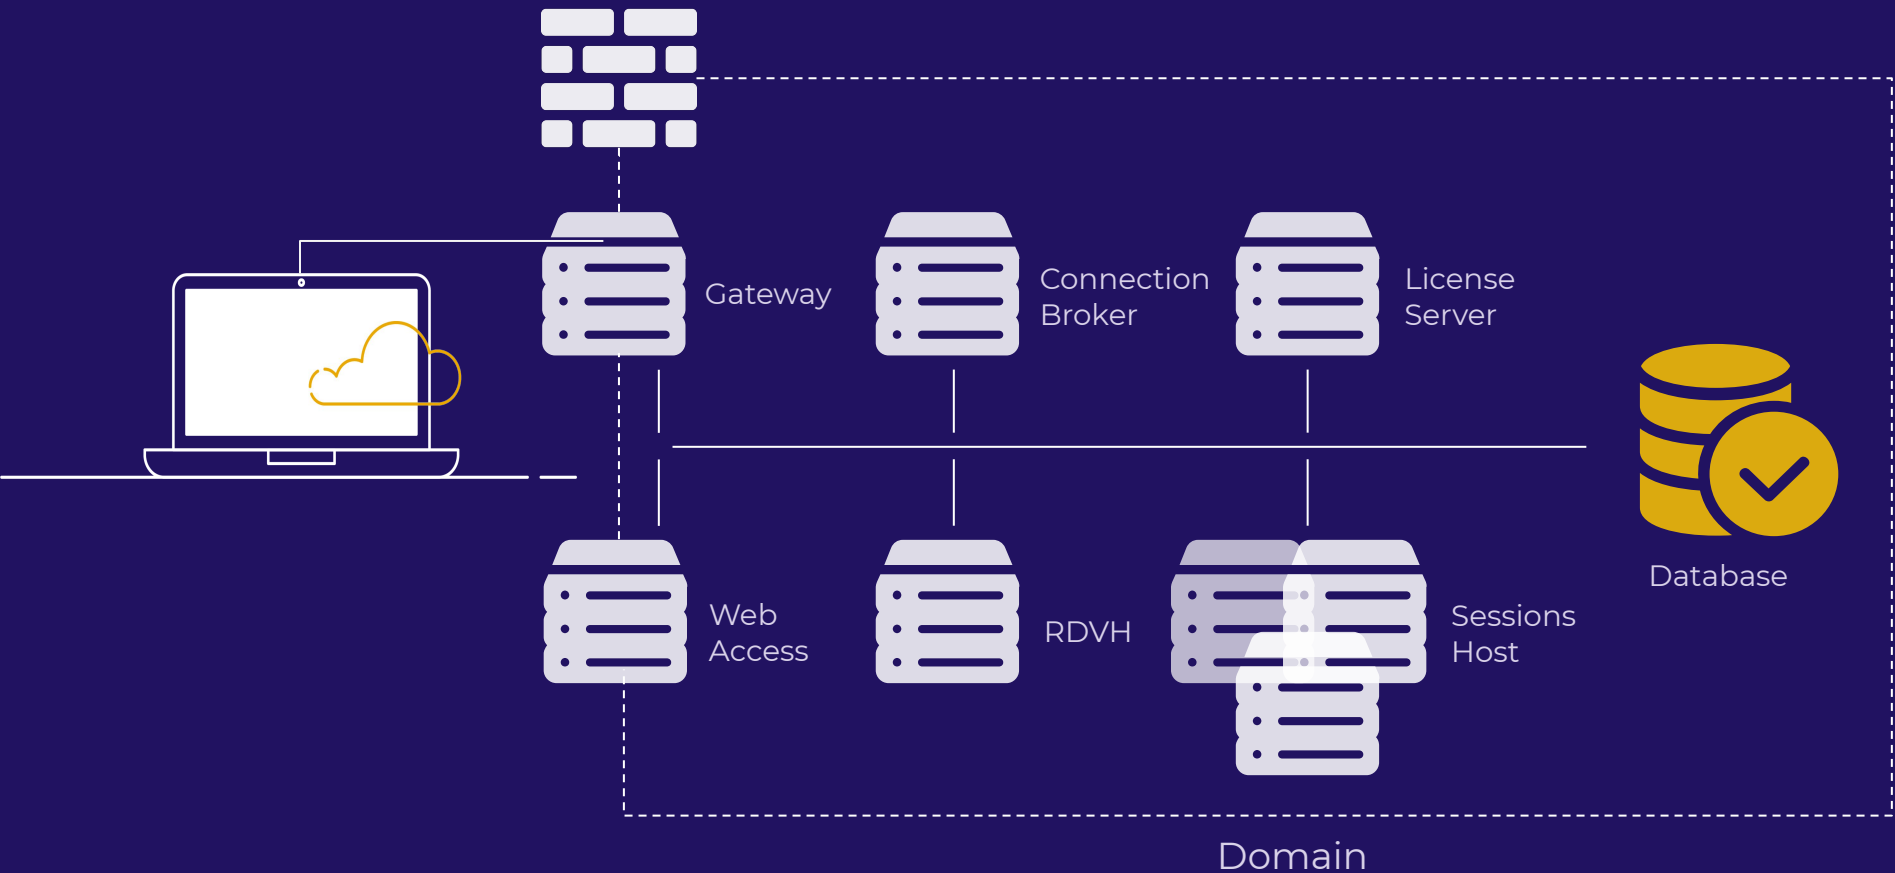 Gateway
Connection
Broker
License
Server
Database
Web
Access
RDVH
Sessions
Host
Domain